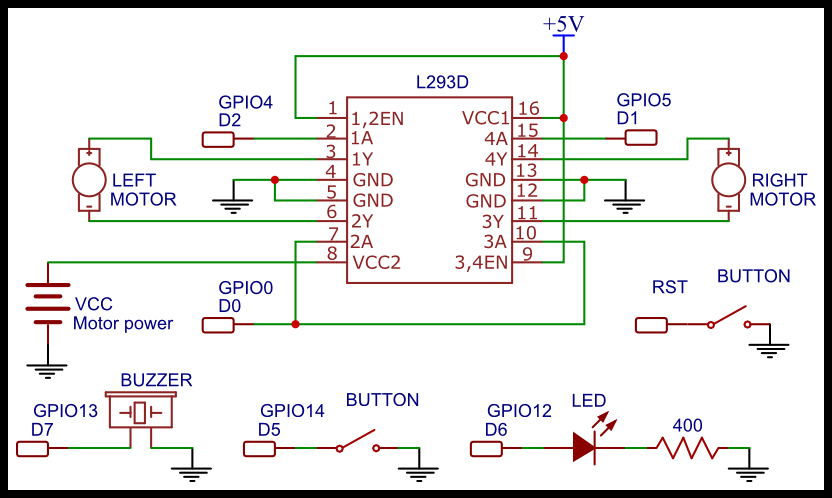 +5V
L293D
GPIO4
D2
GPIO5
D1
1 1,2EN VCC1 16
2 1A 4A 15
3 1Y 4Y 14
4 GND GND 13
5 GND GND 12
6 2Y 3Y 11
7 2A 3A 10
8 VCC2 3,4EN 9
+
-
LEFT
MOTOR
+
-
RIGHT
MOTOR
VCC
Motor power
GPIO0
D0
RST
BUTTON
BUZZER
GPIO13
D7
GPIO14
D5
BUTTON
GPIO12
D6
LED
400